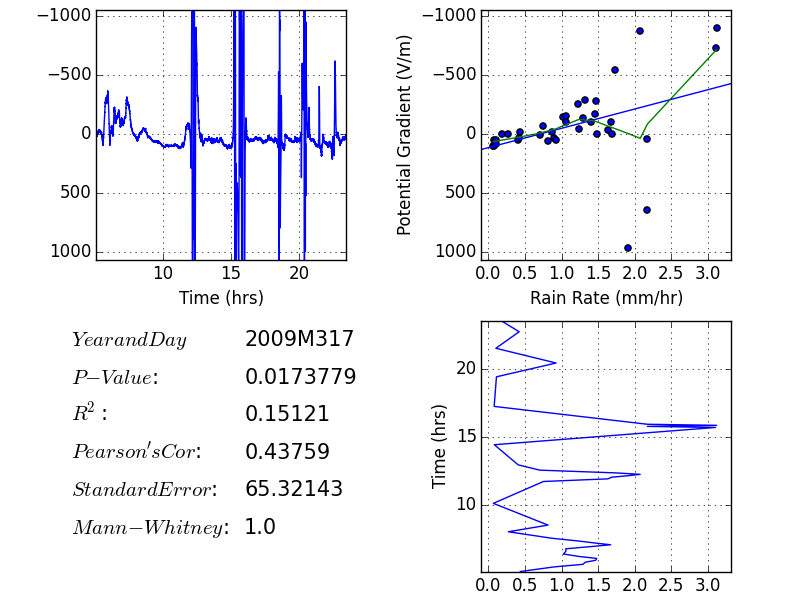 −1000
−500
0
500
1000
10
15
20
Time (hrs)
−1000
−500
0
500
1000
Potential Gradient (V/m)
0.0 0.5 1.0 1.5 2.0 2.5 3.0
Rain Rate (mm/hr)
YearandDay 2009M317
P−Value: 0.0173779
R²: 0.15121
Pearson'sCor: 0.43759
StandardError: 65.32143
Mann−Whitney: 1.0
20
15
10
Time (hrs)
0.0 0.5 1.0 1.5 2.0 2.5 3.0